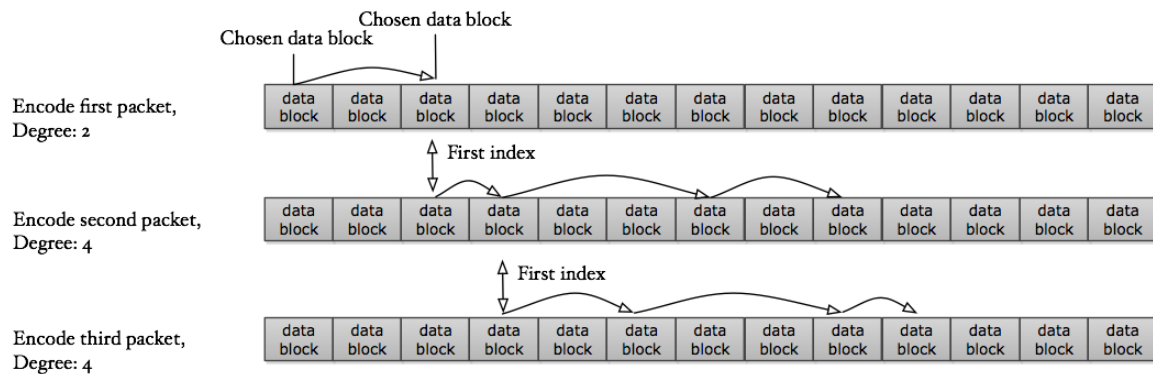 Chosen data block
Chosen data block
Encode first packet,
Degree: 2
data data data data data data data data data data data data data
block block block block block block block block block block block block block
First index
Encode second packet,
Degree: 4
data data data data data data data data data data data data data
block block block block block block block block block block block block block
First index
Encode third packet,
Degree: 4
data data data data data data data data data data data data data
block block block block block block block block block block block block block